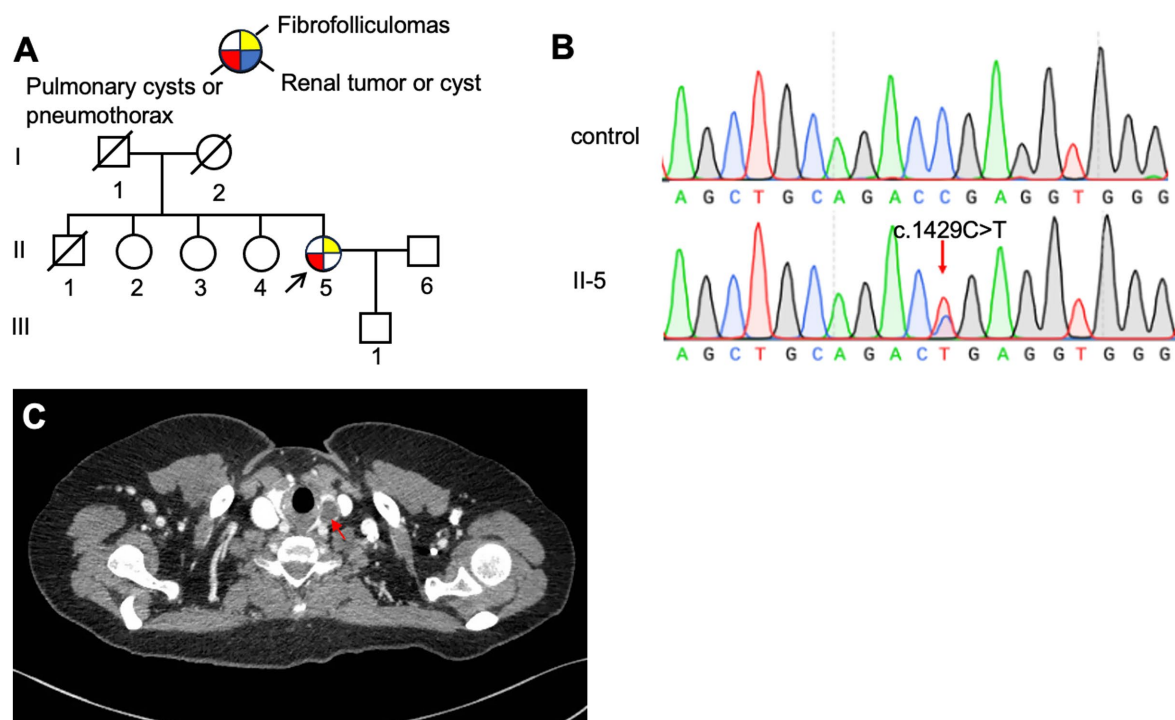 A
Fibrofolliculomas
Renal tumor or cyst
Pulmonary cysts or
pneumothorax
I
1
2
II
1
2
3
4
5
6
III
1
B
control
A G C T G C A G A C C G A G G T G G G
c.1429C>T
II-5
A G C T G C A G A C T G A G G T G G G
C